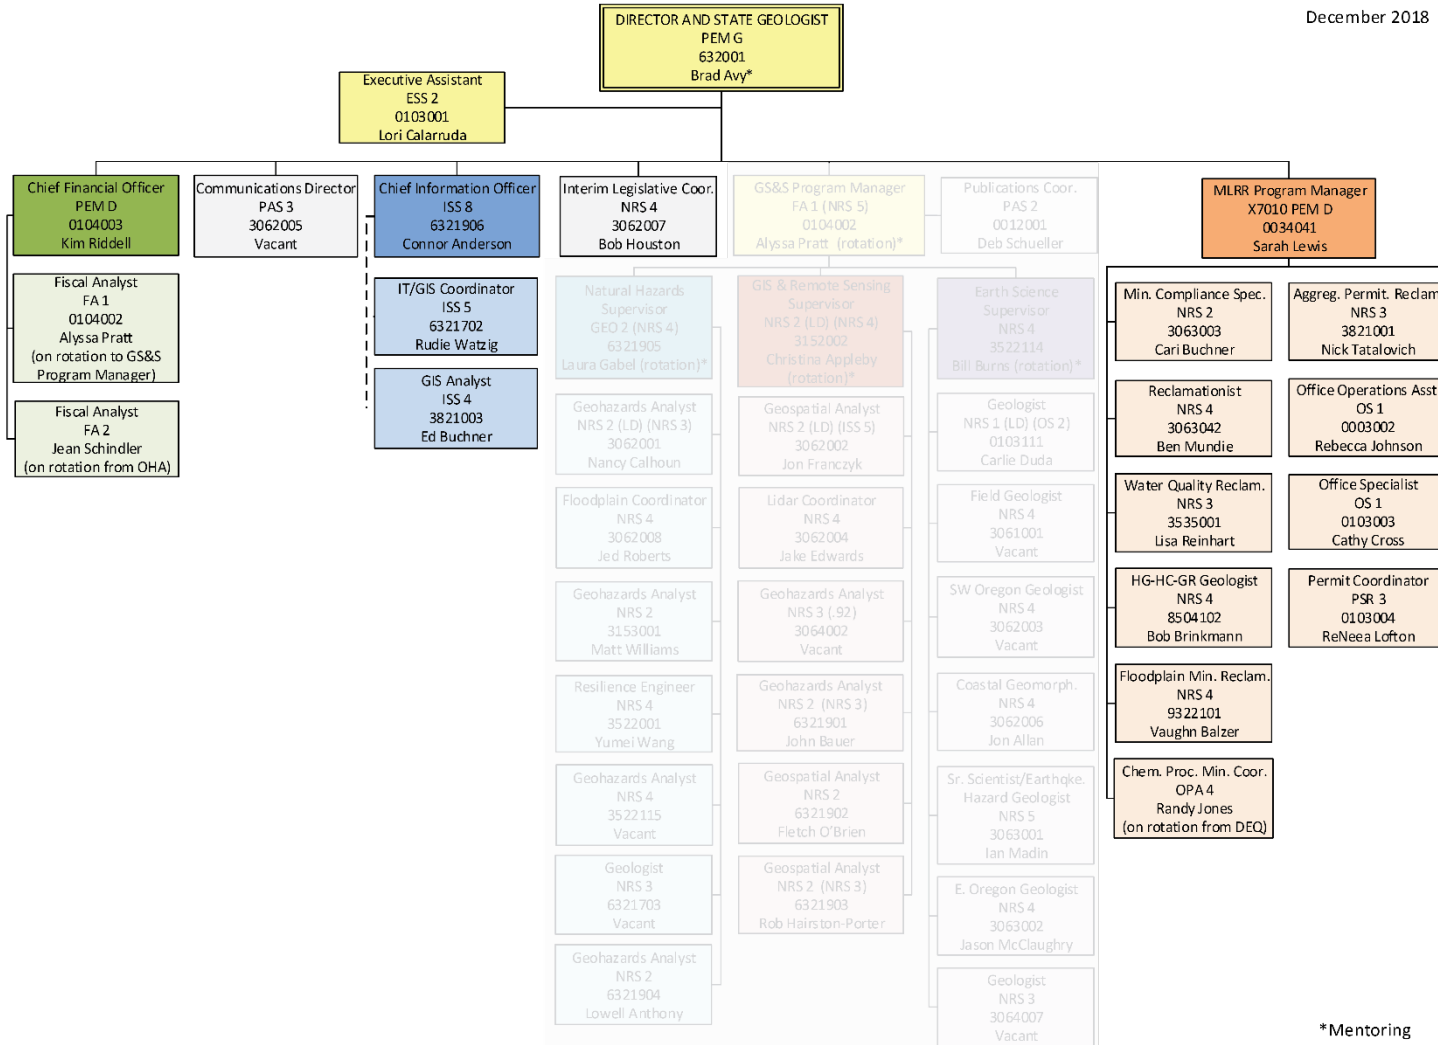 December 2018
DIRECTOR AND STATE GEOLOGIST
PEM G
632001
Brad Avy*
Executive Assistant
ESS 2
0103001
Lori Calarruda
Chief Financial Officer
PEM D
0104003
Kim Riddell
Fiscal Analyst
FA 1
0104002
Alyssa Pratt
(on rotation to GS&S
Program Manager)
Fiscal Analyst
FA 2
Jean Schindler
(on rotation from OHA)
Communications Director
PAS 3
3062005
Vacant
Chief Information Officer
ISS 8
6321906
Connor Anderson
IT/GIS Coordinator
ISS 5
6321702
Rudie Watzig
GIS Analyst
ISS 4
3821003
Ed Buchner
Interim Legislative Coor.
NRS 4
3062007
Bob Houston
GS&S Program Manager
FA 1 (NRS 5)
0104002
Alyssa Pratt (rotation)*
Publications Coor.
PAS 2
0012001
Deb Schueller
Natural Hazards
Supervisor
GEO 2 (NRS 4)
6321905
Laura Gabel (rotation)*
Geohazards Analyst
NRS 2 (LD) (NRS 3)
3062001
Nancy Calhoun
Floodplain Coordinator
NRS 4
3062008
Jed Roberts
Geohazards Analyst
NRS 2
3153001
Matt Williams
Resilience Engineer
NRS 4
3522001
Yumei Wang
Geohazards Analyst
NRS 4
3522115
Vacant
Geologist
NRS 3
6321703
Vacant
Geohazards Analyst
NRS 2
6321904
Lowell Anthony
GIS & Remote Sensing
Supervisor
NRS 2 (LD) (NRS 4)
3152002
Christina Appleby
(rotation)*
Geospatial Analyst
NRS 2 (LD) (ISS 5)
3062002
Jon Franczyk
Lidar Coordinator
NRS 4
3062004
Jake Edwards
Geohazards Analyst
NRS 3 (.92)
3064002
Vacant
Geohazards Analyst
NRS 2 (NRS 3)
6321901
John Bauer
Geospatial Analyst
NRS 2
6321902
Fletch O'Brien
Geospatial Analyst
NRS 2 (NRS 3)
6321903
Rob Hairston-Porter
Earth Science
Supervisor
NRS 4
3522114
Bill Burns (rotation)*
Geologist
NRS 1 (LD) (OS 2)
0103111
Carlie Duda
Field Geologist
NRS 4
3061001
Vacant
SW Oregon Geologist
NRS 4
3062003
Vacant
Coastal Geomorph.
NRS 4
3062006
Jon Allan
Sr. Scientist/Earthqke.
Hazard Geologist
NRS 5
3063001
Ian Madin
E. Oregon Geologist
NRS 4
3063002
Jason McClaughry
Geologist
NRS 3
3064007
Vacant
MLRR Program Manager
X7010 PEM D
0034041
Sarah Lewis
Min. Compliance Spec.
NRS 2
3063003
Cari Buchner
Reclamationist
NRS 4
3063042
Ben Mundie
Water Quality Reclam.
NRS 3
3535001
Lisa Reinhart
HG-HC-GR Geologist
NRS 4
8504102
Bob Brinkmann
Floodplain Min. Reclam.
NRS 4
9322101
Vaughn Balzer
Chem. Proc. Min. Coor.
OPA 4
Randy Jones
(on rotation from DEQ)
Aggreg. Permit. Reclam
NRS 3
3821001
Nick Tatalovich
Office Operations Asst
OS 1
0003002
Rebecca Johnson
Office Specialist
OS 1
0103003
Cathy Cross
Permit Coordinator
PSR 3
0103004
ReNeea Lofton
*Mentoring